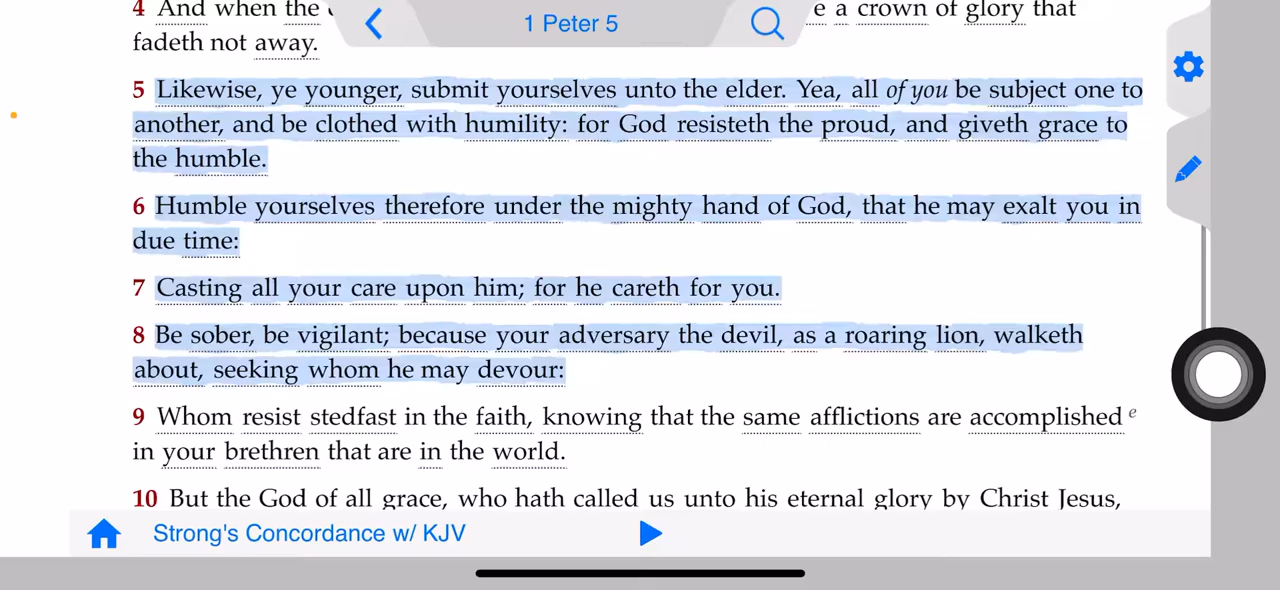 1 Peter 5
4 And when the
e a crown of glory that
fadeth not away.
5 Likewise, ye younger, submit yourselves unto the elder. Yea, all of you be subject one to
another, and be clothed with humility: for God resisteth the proud, and giveth grace to
the humble.
6 Humble yourselves therefore under the mighty hand of God, that he may exalt you in
due time:
7 Casting all your care upon him; for he careth for you.
8 Be sober, be vigilant; because your adversary the devil, as a roaring lion, walketh
about, seeking whom he may devour:
9 Whom resist stedfast in the faith, knowing that the same afflictions are accomplished e
in your brethren that are in the world.
10 But the God of all grace, who hath called us unto his eternal glory by Christ Jesus,
Strong's Concordance w/ KJV